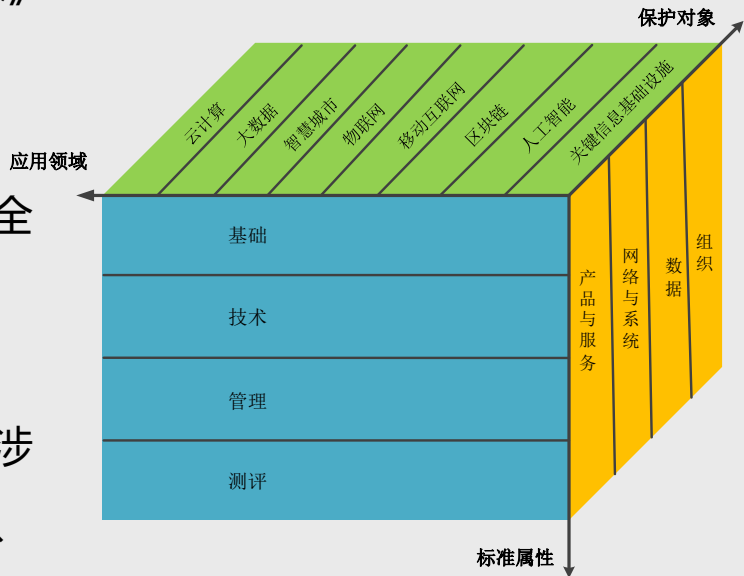 》
保护对象
云计算
大数据
智慧城市
物联网
移动互联网
区块链
人工智能
关键信息基础设施
应用领域
全
基础
技术
管理
测评
产品与服务
网络与系统
数据
组织
涉
、
标准属性